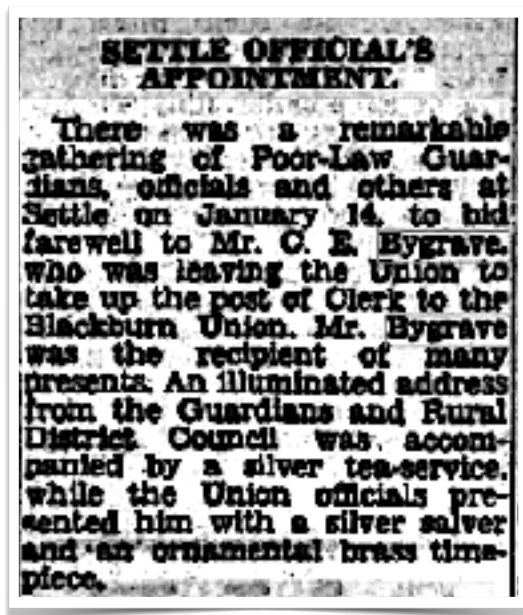 SETTLE OFFICIAL'S
APPOINTMENT.
There was a remarkable
gathering of Poor-Law Guar-
dians, officials and others at
Settle on January 14, to bid
farewell to Mr. C. E. Bygrave,
who was leaving the Union to
take up the post of Clerk to the
Blackburn Union. Mr. Bygrave
was the recipient of many
presents. An illuminated address
from the Guardians and Rural
District Council was accom-
panied by a silver tea-service,
while the Union officials pre-
sented him with a silver salver
and an ornamental brass time-
piece.